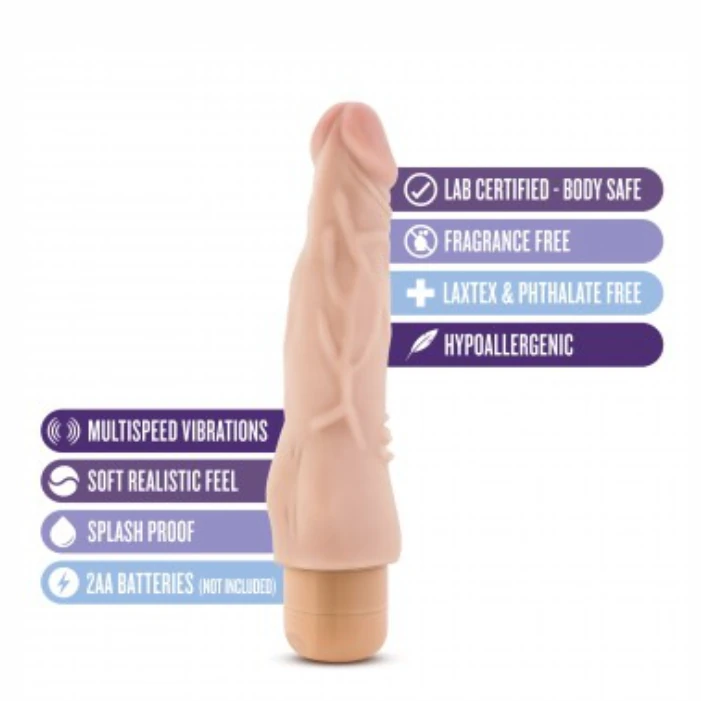 LAB CERTIFIED - BODY SAFE
FRAGRANCE FREE
LAXTEX & PHTHALATE FREE
HYPOALLERGENIC
MULTISPEED VIBRATIONS
SOFT REALISTIC FEEL
SPLASH PROOF
2AA BATTERIES (NOT INCLUDED)